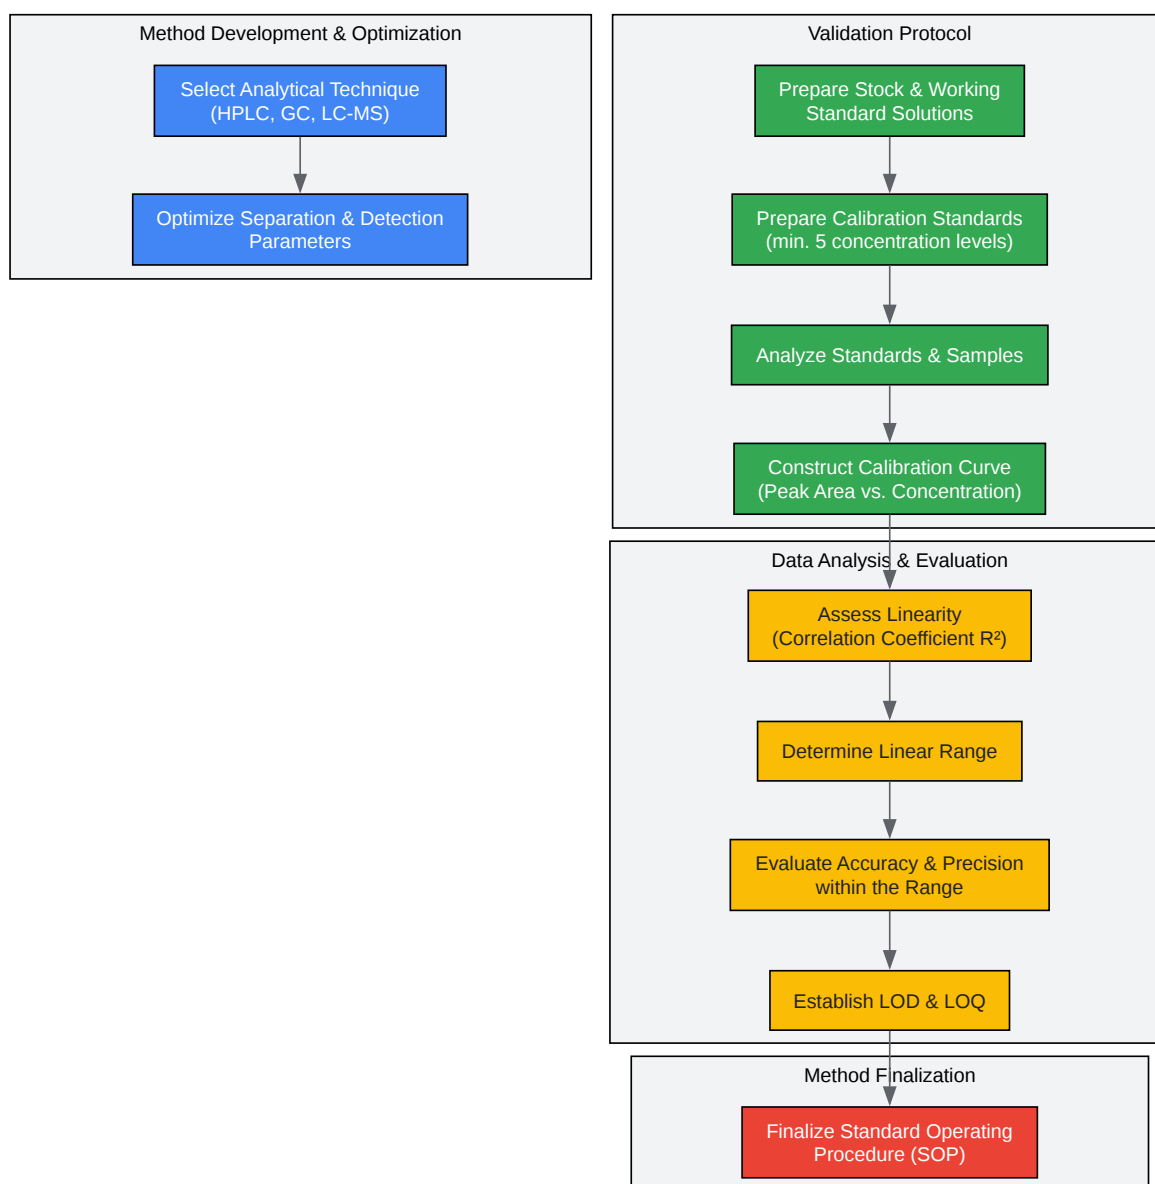 Method Development & Optimization
Select Analytical Technique
(HPLC, GC, LC-MS)
Optimize Separation & Detection
Parameters
Validation Protocol
Prepare Stock & Working
Standard Solutions
Prepare Calibration Standards
(min. 5 concentration levels)
Analyze Standards & Samples
Construct Calibration Curve
(Peak Area vs. Concentration)
Data Analysis & Evaluation
Assess Linearity
(Correlation Coefficient R²)
Determine Linear Range
Evaluate Accuracy & Precision
within the Range
Establish LOD & LOQ
Method Finalization
Finalize Standard Operating
Procedure (SOP)